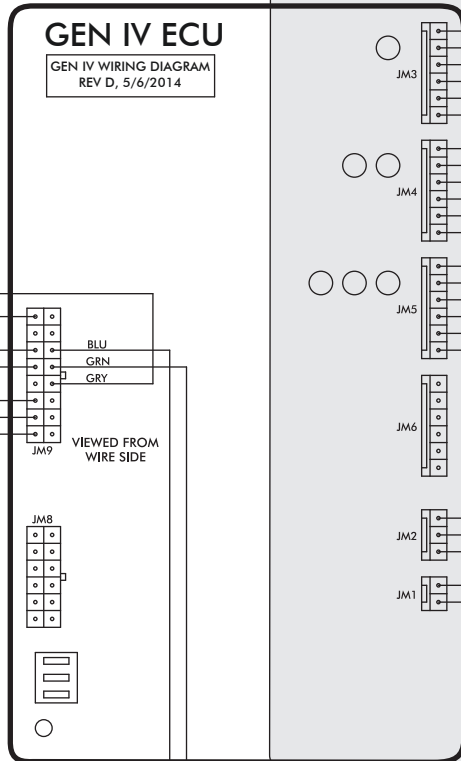 GEN IV ECU
GEN IV WIRING DIAGRAM
REV D, 5/6/2014
JM3
JM4
JM5
BLU
GRN
GRY
VIEWED FROM
WIRE SIDE
JM9
JM6
JM8
JM2
JM1